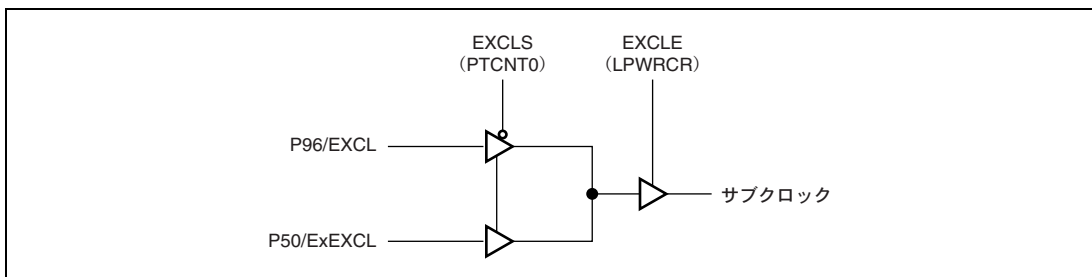 EXCLS
（PTCNT0）
EXCLE
（LPWRCR）
P96/EXCL
サブクロック
P50/ExEXCL